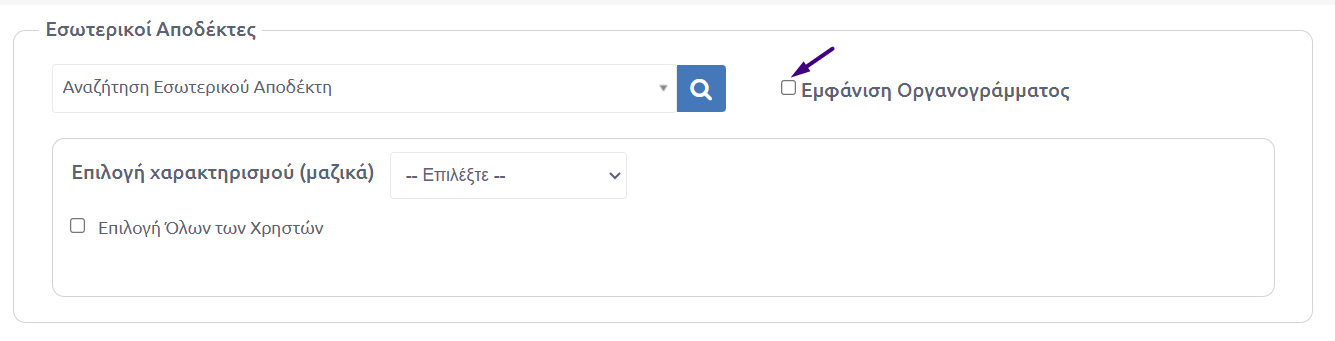 Εσωτερικοί Αποδέκτες
Αναζήτηση Εσωτερικού Αποδέκτη
Εμφάνιση Οργανογράμματος
Επιλογή χαρακτηρισμού (μαζικά)
-- Επιλέξτε --
Επιλογή Όλων των Χρηστών